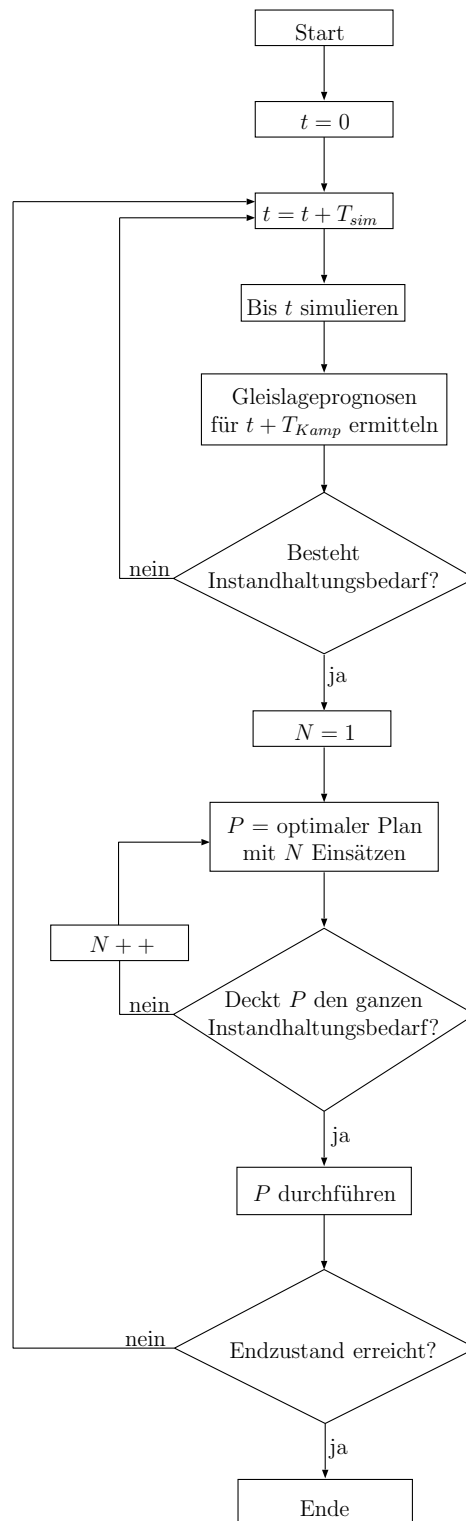 Start
t = 0
t = t + T_sim
Bis t simulieren
Gleislageprognosen
für t + T_Kamp ermitteln
Besteht
Instandhaltungsbedarf?
nein
ja
N = 1
P = optimaler Plan
mit N Einsätzen
N + +
Deckt P den ganzen
Instandhaltungsbedarf?
nein
ja
P durchführen
nein
Endzustand erreicht?
ja
Ende